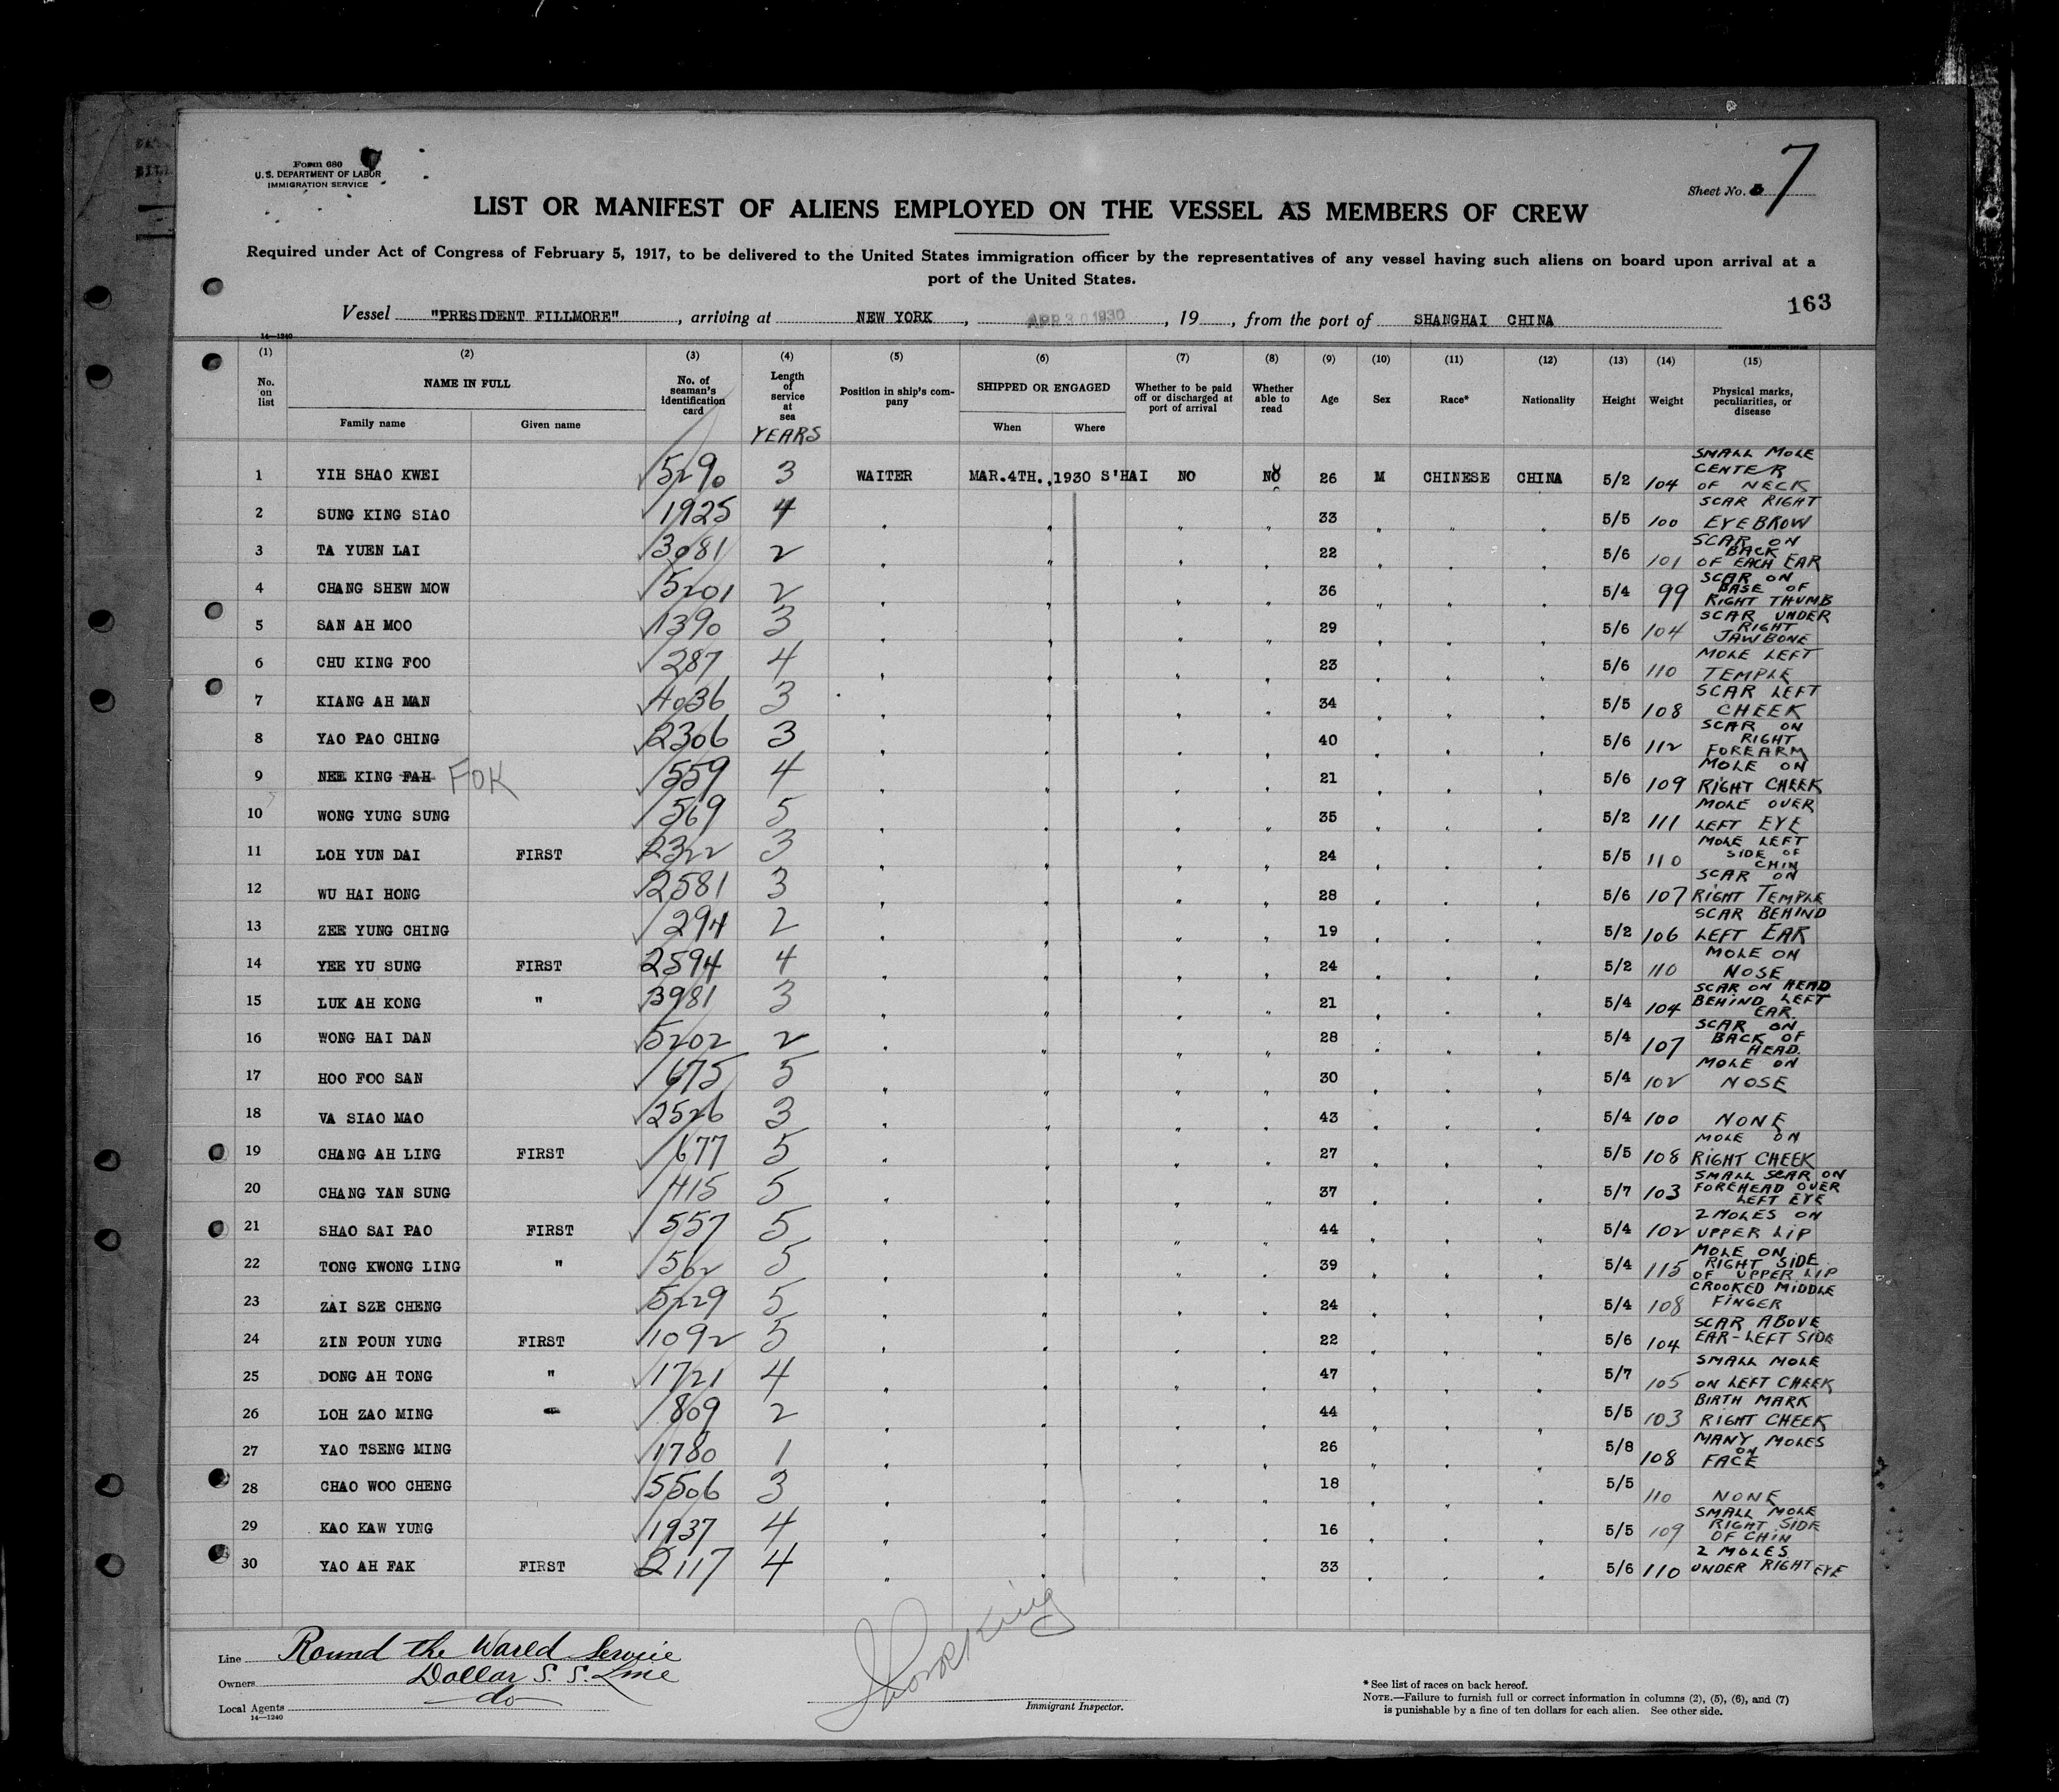 Form 680
U. S. DEPARTMENT OF LABOR
IMMIGRATION SERVICE
Sheet No. 7
LIST OR MANIFEST OF ALIENS EMPLOYED ON THE VESSEL AS MEMBERS OF CREW
Required under Act of Congress of February 5, 1917, to be delivered to the United States immigration officer by the representatives of any vessel having such aliens on board upon arrival at a
port of the United States.
163
Vessel "PRESIDENT FILLMORE", arriving at NEW YORK, APR 30 1930, 19, from the port of SHANGHAI CHINA
14—1240
(1) (2) (3) (4) (5) (6) (7) (8) (9) (10) (11) (12) (13) (14) (15)
No. on list NAME IN FULL Family name Given name No. of seaman's identification card Length of service at sea YEARS Position in ship's company SHIPPED OR ENGAGED When Where Whether to be paid off or discharged at port of arrival Whether able to read Age Sex Race* Nationality Height Weight Physical marks, peculiarities, or disease
1 YIH SHAO KWEI 5290 3 WAITER MAR.4TH.,1930 S'HAI NO NO 26 M CHINESE CHINA 5/2 104 SMALL MOLE CENTER OF NECK
2 SUNG KING SIAO 1925 4 " " " " 33 " " " 5/5 100 SCAR RIGHT EYEBROW
3 TA YUEN LAI 3081 2 " " " " 22 " " " 5/6 101 SCAR ON BACK OF EACH EAR
4 CHANG SHEW MOW 5201 2 " " " " 36 " " " 5/4 99 SCAR ON BASE OF RIGHT THUMB
5 SAN AH MOO 1390 3 " " " " 29 " " " 5/6 104 SCAR UNDER RIGHT JAWBONE
6 CHU KING FOO 287 4 " " " " 23 " " " 5/6 110 MOLE LEFT TEMPLE
7 KIANG AH MAN 4036 3 " " " " 34 " " " 5/5 108 SCAR LEFT CHEEK
8 YAO PAO CHING 2306 3 " " " " 40 " " " 5/6 112 SCAR ON RIGHT FOREARM
9 NEE KING FAH FOK 559 4 " " " " 21 " " " 5/6 109 MOLE ON RIGHT CHEEK
10 WONG YUNG SUNG 569 5 " " " " 35 " " " 5/2 111 MOLE OVER LEFT EYE
11 LOH YUN DAI FIRST 2322 3 " " " " 24 " " " 5/5 110 MOLE LEFT SIDE OF CHIN
12 WU HAI HONG 2581 3 " " " " 28 " " " 5/6 107 SCAR ON RIGHT TEMPLE
13 ZEE YUNG CHING 294 2 " " " " 19 " " " 5/2 106 SCAR BEHIND LEFT EAR
14 YEE YU SUNG FIRST 2594 4 " " " " 24 " " " 5/2 110 MOLE ON NOSE
15 LUK AH KONG " 3981 3 " " " " 21 " " " 5/4 104 SCAR ON HEAD BEHIND LEFT EAR.
16 WONG HAI DAN 5202 2 " " " " 28 " " " 5/4 107 SCAR ON BACK OF HEAD.
17 HOO FOO SAN 675 5 " " " " 30 " " " 5/4 102 MOLE ON NOSE
18 VA SIAO MAO 2526 3 " " " " 43 " " " 5/4 100 NONE
19 CHANG AH LING FIRST 677 5 " " " " 27 " " " 5/5 108 MOLE ON RIGHT CHEEK
20 CHANG YAN SUNG 415 5 " " " " 37 " " " 5/7 103 SMALL SCAR ON FOREHEAD OVER LEFT EYE
21 SHAO SAI PAO FIRST 557 5 " " " " 44 " " " 5/4 102 2 MOLES ON UPPER LIP
22 TONG KWONG LING " 562 5 " " " " 39 " " " 5/4 115 MOLE ON RIGHT SIDE OF UPPER LIP
23 ZAI SZE CHENG 5229 5 " " " " 24 " " " 5/4 108 CROOKED MIDDLE FINGER
24 ZIN POUN YUNG FIRST 1092 5 " " " " 22 " " " 5/6 104 SCAR ABOVE EAR-LEFT SIDE
25 DONG AH TONG " 1721 4 " " " " 47 " " " 5/7 105 SMALL MOLE ON LEFT CHEEK
26 LOH ZAO MING 809 2 " " " " 44 " " " 5/5 103 BIRTH MARK RIGHT CHEEK
27 YAO TSENG MING 1780 1 " " " " 26 " " " 5/8 108 MANY MOLES ON FACE
28 CHAO WOO CHENG 5506 3 " " " " 18 " " " 5/5 110 NONE
29 KAO KAW YUNG 1937 4 " " " " 16 " " " 5/5 109 SMALL MOLE RIGHT SIDE OF CHIN
30 YAO AH FAK FIRST 2117 4 " " " " 33 " " " 5/6 110 2 MOLES UNDER RIGHT EYE
Line Round the World Service
Owners Dollar S. S. Line
Local Agents do
14—1240
Immigrant Inspector.
* See list of races on back hereof.
NOTE.—Failure to furnish full or correct information in columns (2), (5), (6), and (7)
is punishable by a fine of ten dollars for each alien. See other side.